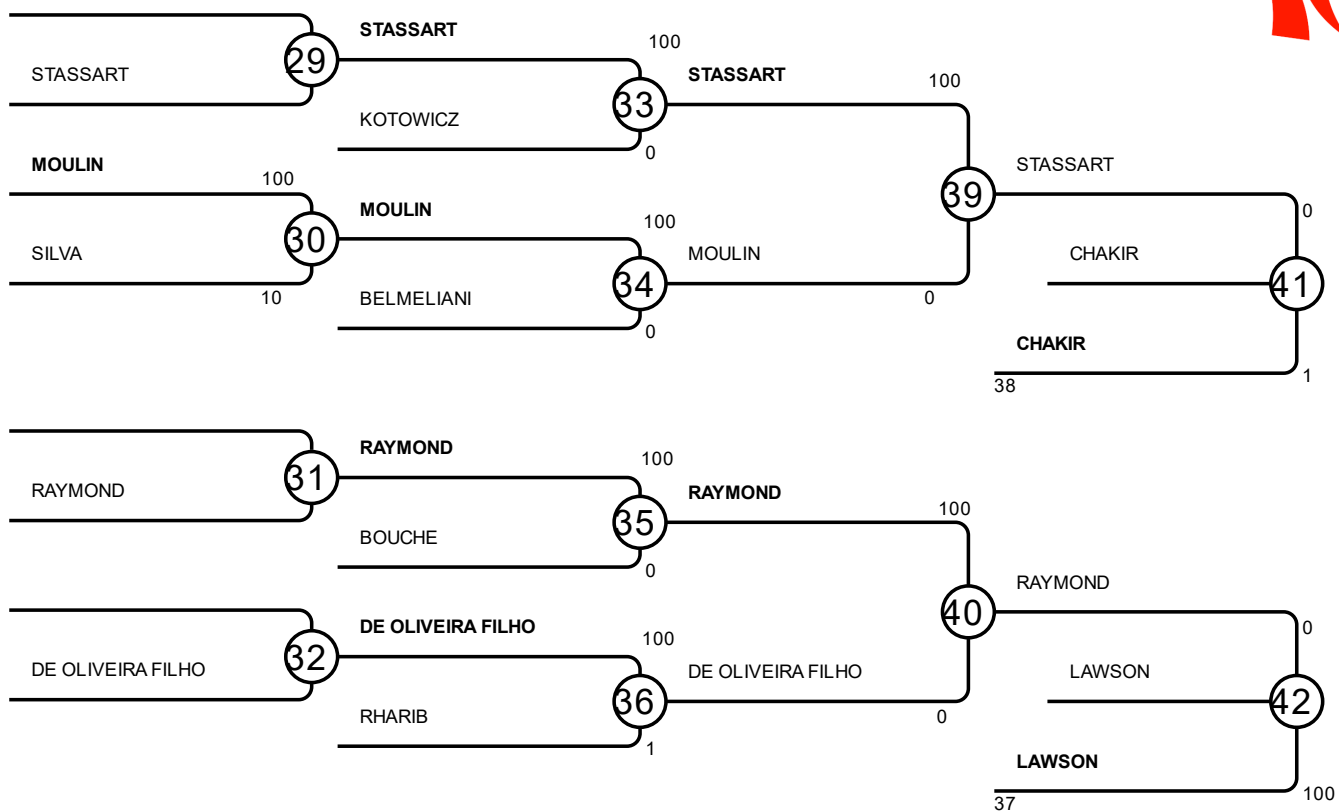 STASSART
29
STASSART
100
KOTOWICZ
33
0
STASSART
100
MOULIN
100
SILVA
30
10
MOULIN
100
BELMELIANI
34
0
MOULIN
0
39
STASSART
0
CHAKIR
41
CHAKIR
38
1
RAYMOND
31
RAYMOND
100
BOUCHE
35
0
RAYMOND
100
DE OLIVEIRA FILHO
32
DE OLIVEIRA FILHO
100
RHARIB
36
1
DE OLIVEIRA FILHO
0
40
RAYMOND
0
LAWSON
42
LAWSON
37
100